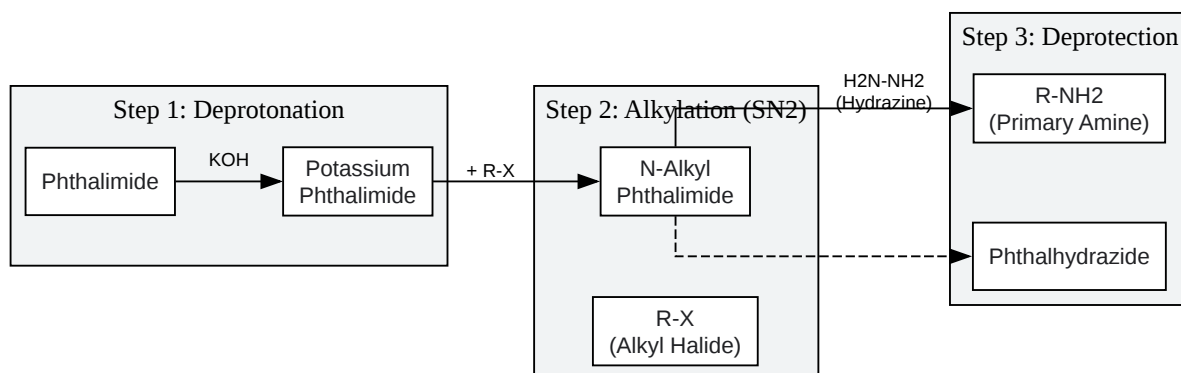 Step 1: Deprotonation
Phthalimide
KOH
Potassium
Phthalimide
+ R-X
Step 2: Alkylation (SN2)
N-Alkyl
Phthalimide
R-X
(Alkyl Halide)
H2N-NH2
(Hydrazine)
Step 3: Deprotection
R-NH2
(Primary Amine)
Phthalhydrazide